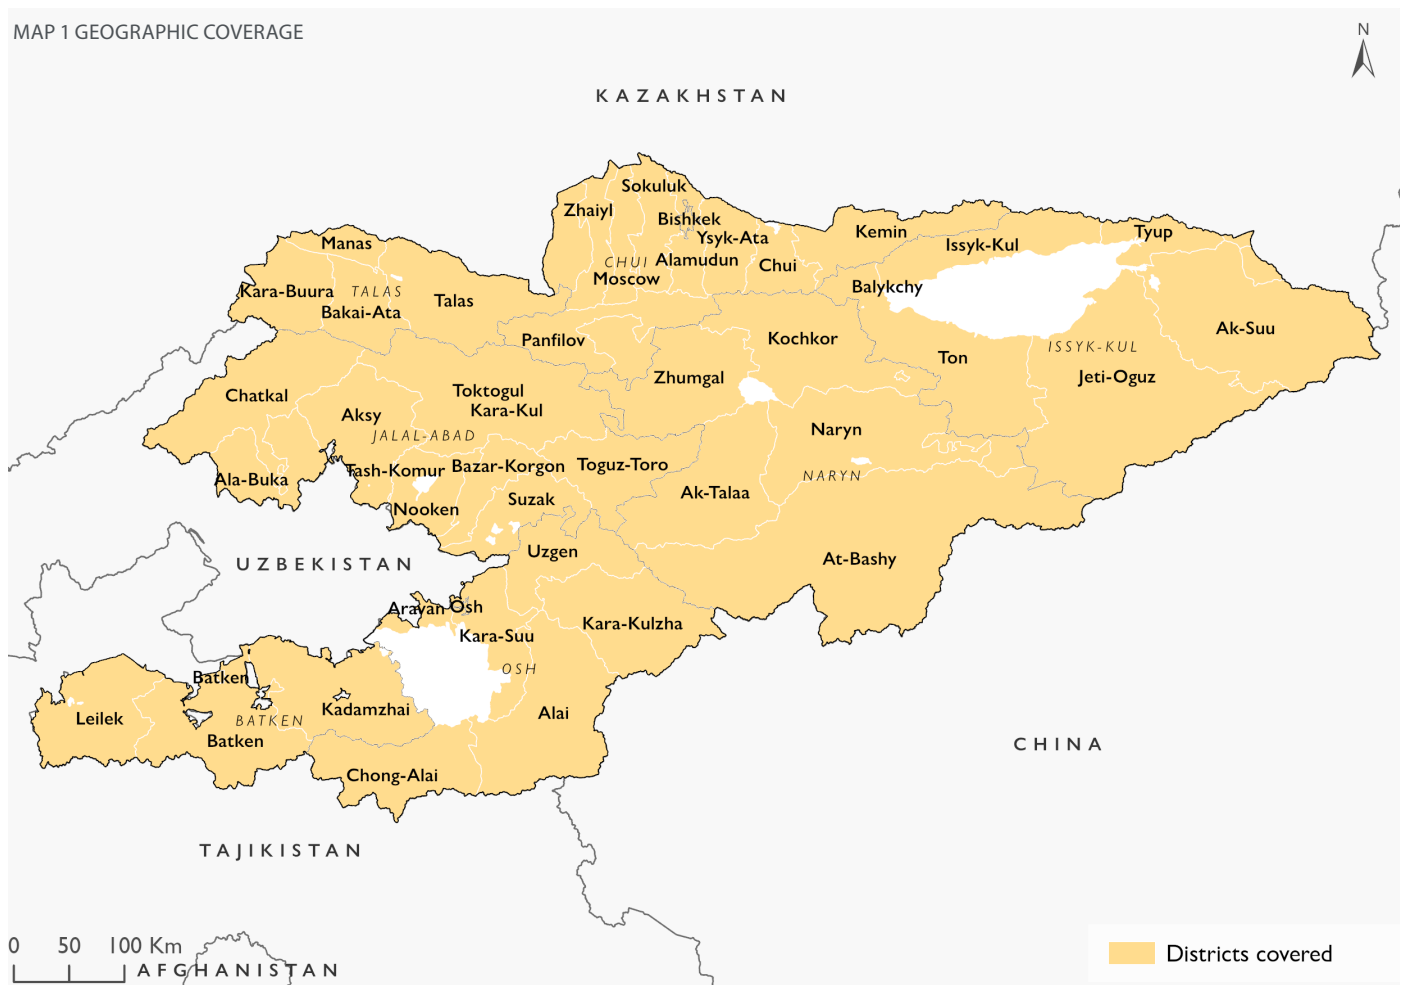 MAP 1 GEOGRAPHIC COVERAGE
N
KAZAKHSTAN
Sokuluk
Zhaiyl
Bishkek
Ysyk-Ata
CHUI
Alamudun
Chui
Moscow
Kemin
Issyk-Kul
Tyup
Manas
Kara-Buura
TALAS
Talas
Bakai-Ata
Balykchy
Ak-Suu
Panfilov
Kochkor
ISSYK-KUL
Ton
Zhumgal
Jeti-Oguz
Chatkal
Toktogul
Kara-Kul
Aksy
JALAL-ABAD
Naryn
Tash-Komur
Bazar-Korgon
Toguz-Toro
NARYN
Ala-Buka
Suzak
Ak-Talaa
Nooken
Uzgen
At-Bashy
UZBEKISTAN
Aravan
Osh
Kara-Suu
Kara-Kulzha
OSH
Batken
Leilek
BATKEN
Kadamzhai
Alai
Batken
Chong-Alai
CHINA
TAJIKISTAN
0 50 100 Km
AFGHANISTAN
Districts covered